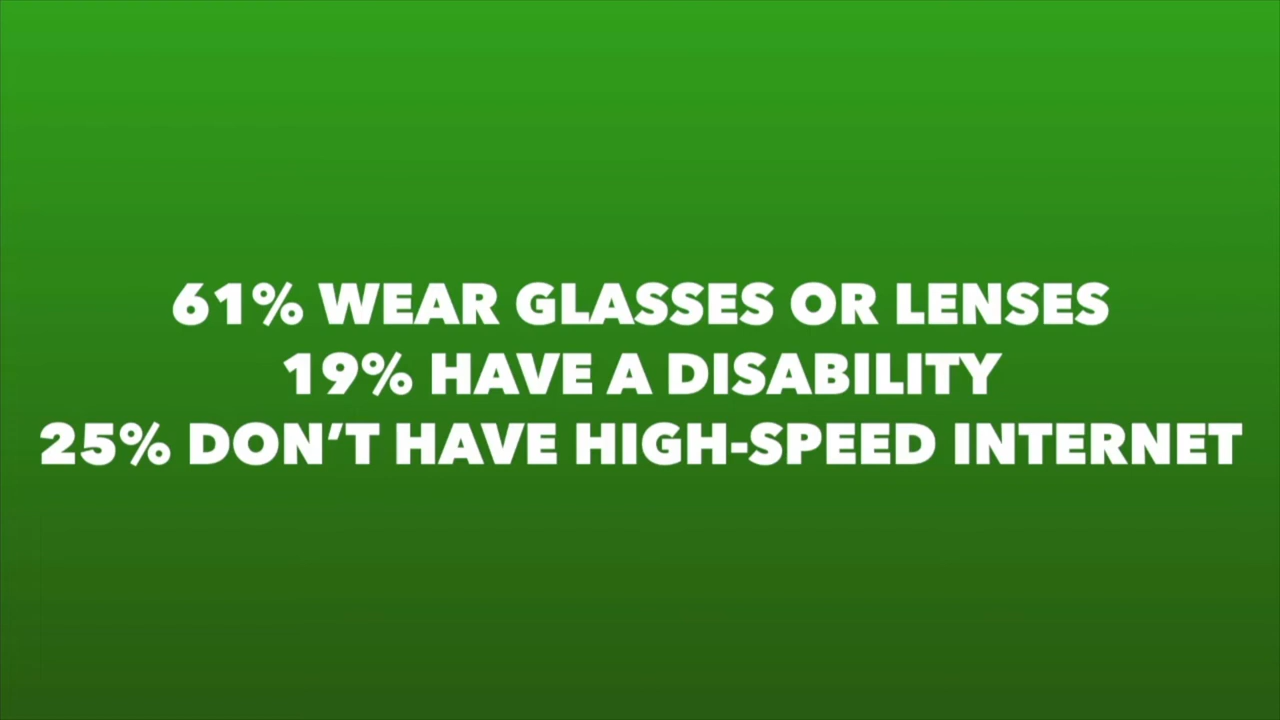 61% WEAR GLASSES OR LENSES
19% HAVE A DISABILITY
25% DON’T HAVE HIGH-SPEED INTERNET